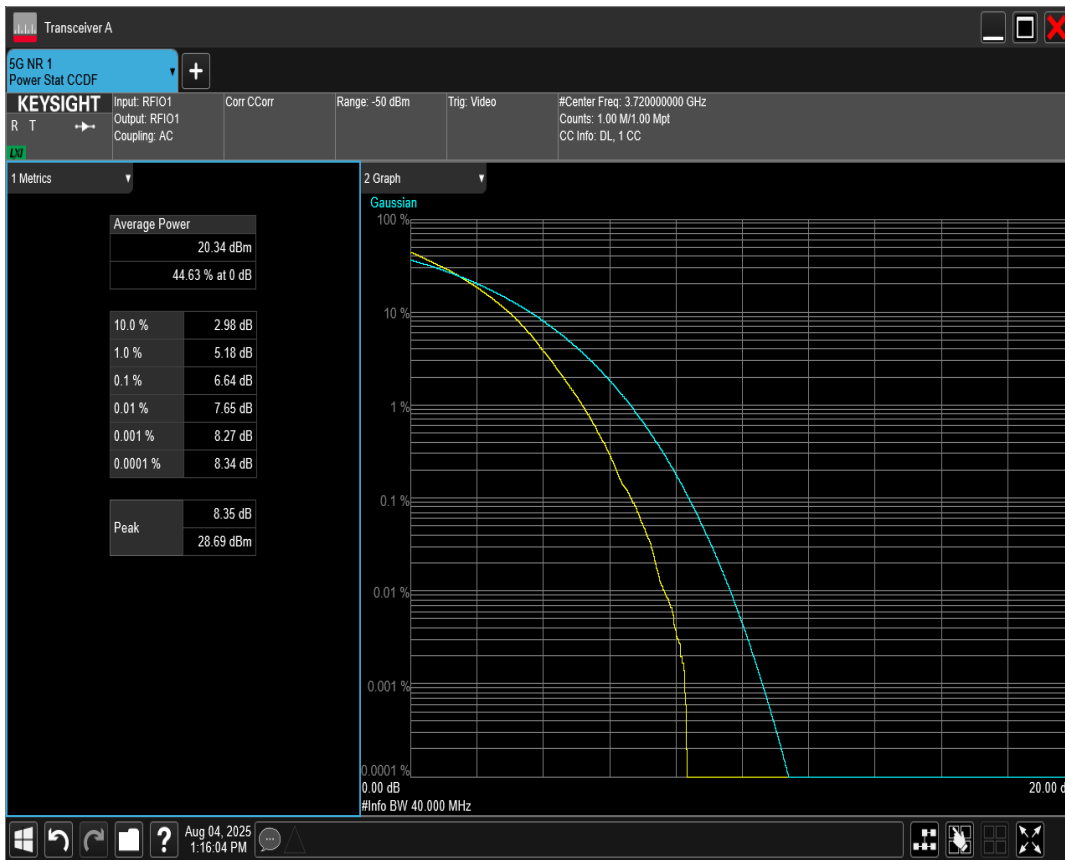 Transceiver A
5G NR 1
Power Stat CCDF
KEYSIGHT
R T
LXI
Input: RFIO1
Output: RFIO1
Coupling: AC
Corr CCorr
Range: -50 dBm
Trig: Video
#Center Freq: 3.720000000 GHz
Counts: 1.00 M/1.00 Mpt
CC Info: DL, 1 CC
1 Metrics
Average Power
20.34 dBm
44.63 % at 0 dB
10.0 % 2.98 dB
1.0 % 5.18 dB
0.1 % 6.64 dB
0.01 % 7.65 dB
0.001 % 8.27 dB
0.0001 % 8.34 dB
Peak 8.35 dB
28.69 dBm
2 Graph
Gaussian
100 %
10 %
1 %
0.1 %
0.01 %
0.001 %
0.0001 %
0.00 dB 20.00 d
#Info BW 40.000 MHz
?
Aug 04, 2025
1:16:04 PM